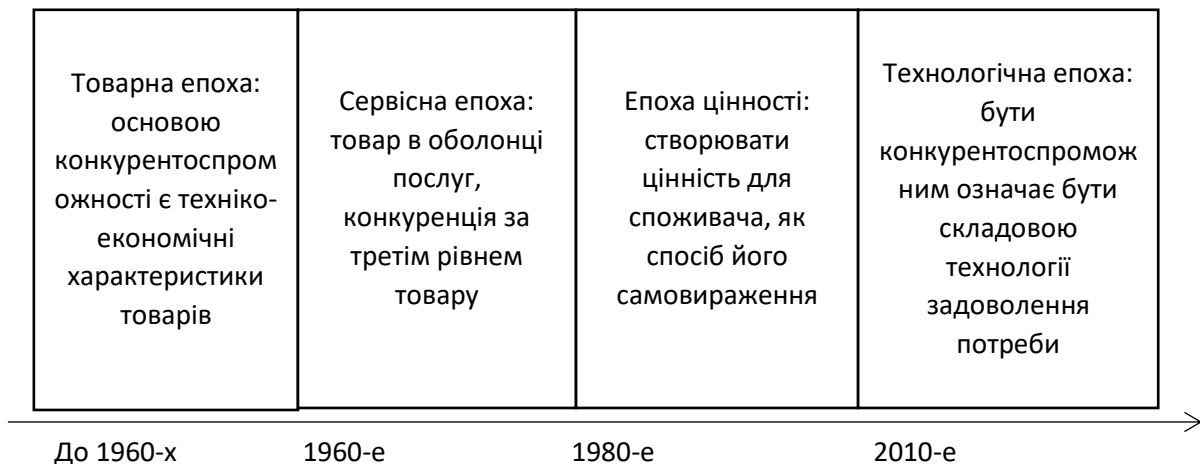 Товарна епоха:
основою
конкурентоспром
ожності є техніко-
економічні
характеристики
товарів
Сервісна епоха:
товар в оболонці
послуг,
конкуренція за
третім рівнем
товару
Епоха цінності:
створювати
цінність для
споживача, як
спосіб його
самовираження
Технологічна епоха:
бути
конкурентоспромож
ним означає бути
складовою
технології
задоволення
потреби
До 1960-х
1960-е
1980-е
2010-е